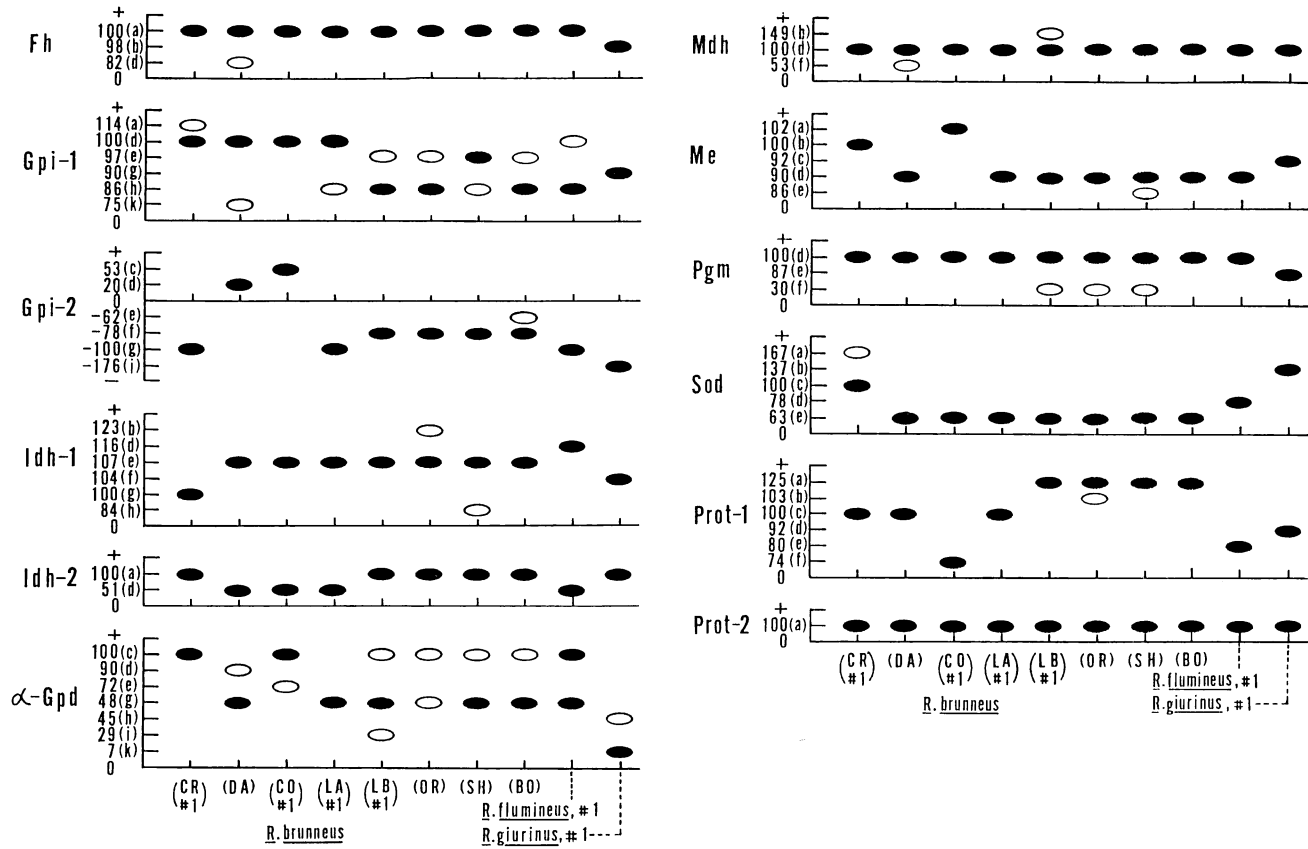 Fh
+
100(a)
98(b)
82(d)
0
Gpi-1
+
114(a)
100(d)
97(e)
90(g)
86(h)
75(k)
0
Gpi-2
+
53(c)
20(d)
0
-62(e)
-78(f)
-100(g)
-176(i)
−
Idh-1
+
123(b)
116(d)
107(e)
104(f)
100(g)
84(h)
0
Idh-2
+
100(a)
51(d)
0
α-Gpd
+
100(c)
90(d)
72(e)
48(g)
45(h)
29(i)
7(k)
0
(CR #1) (DA) (CO #1) (LA #1) (LB #1) (OR) (SH) (BO)
R.flumineus, #1
R.brunneus
R.giurinus, #1
Mdh
+
149(b)
100(d)
53(f)
0
Me
+
102(a)
100(b)
92(c)
90(d)
86(e)
0
Pgm
+
100(d)
87(e)
30(f)
0
Sod
+
167(a)
137(b)
100(c)
78(d)
63(e)
0
Prot-1
+
125(a)
103(b)
100(c)
92(d)
80(e)
74(f)
0
Prot-2
+
100(a)
0
(CR #1) (DA) (CO #1) (LA #1) (LB #1) (OR) (SH) (BO)
R.flumineus, #1
R.brunneus
R.giurinus, #1